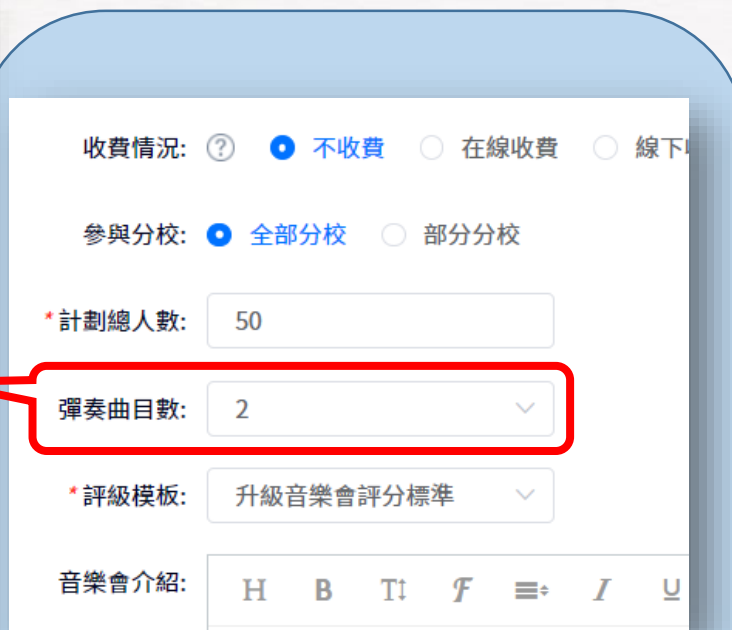 收費情況: ? 不收費 在線收費 線下
參與分校: 全部分校 部分分校
*計劃總人數: 50
彈奏曲目數: 2
*評級模板: 升級音樂會評分標準
音樂會介紹: H B T F I U